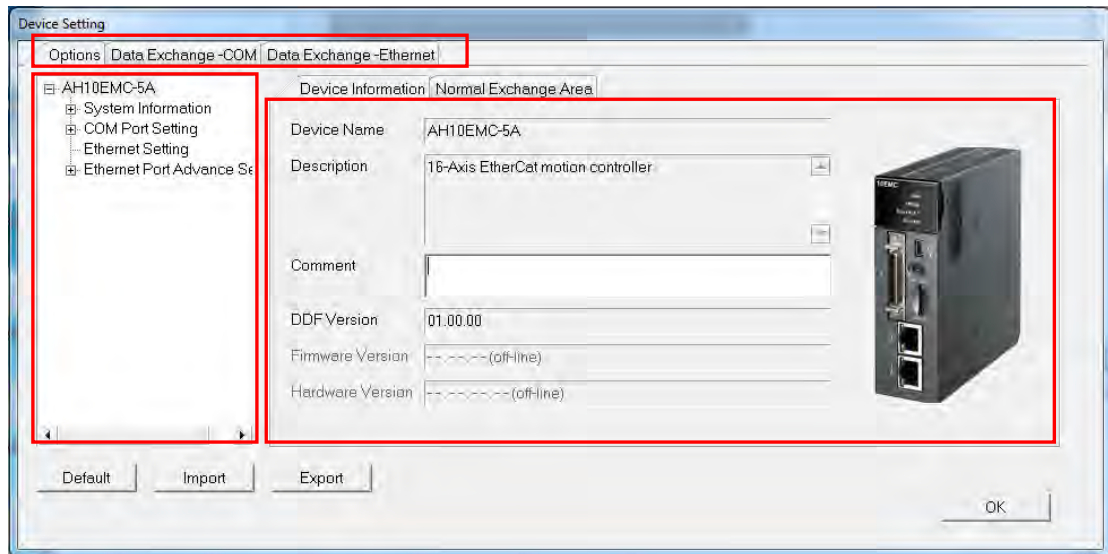 Device Setting
Options Data Exchange -COM Data Exchange -Ethernet
AH10EMC-5A
System Information
COM Port Setting
Ethernet Setting
Ethernet Port Advance Se
Device Information Normal Exchange Area
Device Name AH10EMC-5A
Description 16-Axis EtherCat motion controller
Comment
DDF Version 01.00.00
Firmware Version --.--.--(off-line)
Hardware Version --.--.--.--(off-line)
10EMC
Default Import Export
OK